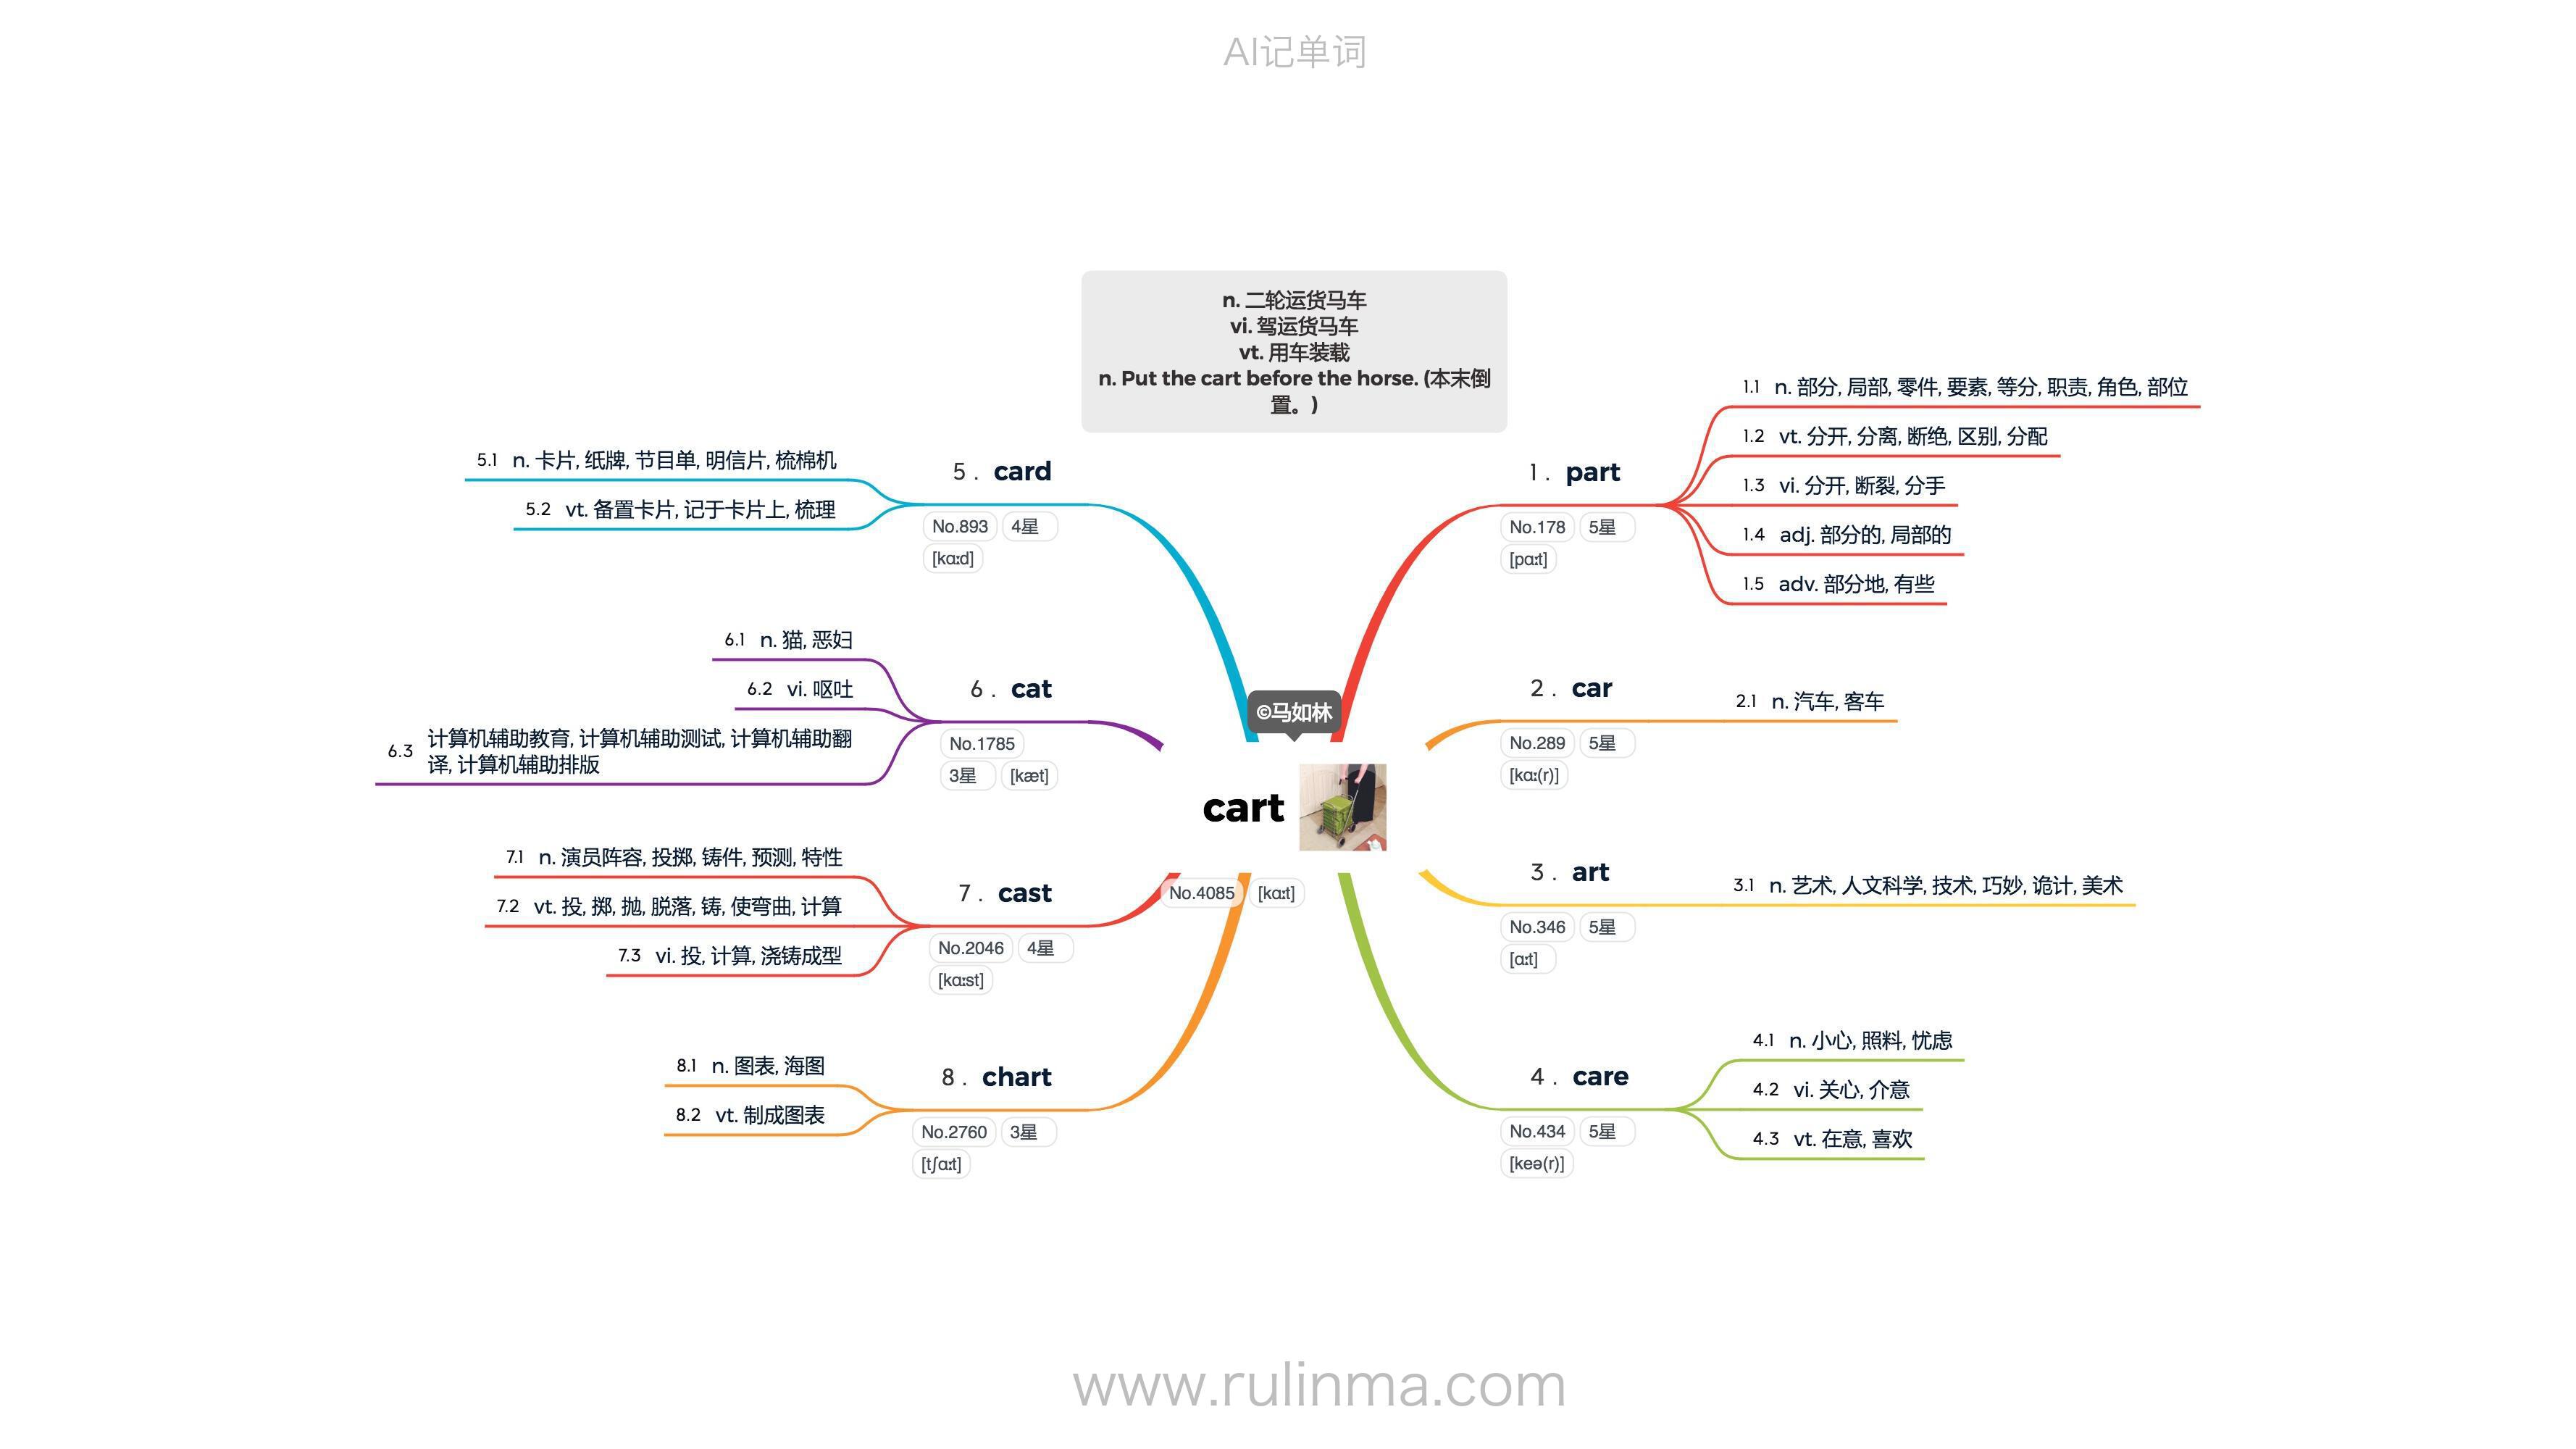 AI记单词
n. 二轮运货马车
vi. 驾运货马车
vt. 用车装载
n. Put the cart before the horse. (本末倒
置。)
©马如林
cart
No.4085 [kɑːt]
1. part
No.178 5星
[pɑːt]
1.1 n. 部分, 局部, 零件, 要素, 等分, 职责, 角色, 部位
1.2 vt. 分开, 分离, 断绝, 区别, 分配
1.3 vi. 分开, 断裂, 分手
1.4 adj. 部分的, 局部的
1.5 adv. 部分地, 有些
2. car
No.289 5星
[kɑː(r)]
2.1 n. 汽车, 客车
3. art
No.346 5星
[ɑːt]
3.1 n. 艺术, 人文科学, 技术, 巧妙, 诡计, 美术
4. care
No.434 5星
[keə(r)]
4.1 n. 小心, 照料, 忧虑
4.2 vi. 关心, 介意
4.3 vt. 在意, 喜欢
5. card
No.893 4星
[kɑːd]
5.1 n. 卡片, 纸牌, 节目单, 明信片, 梳棉机
5.2 vt. 备置卡片, 记于卡片上, 梳理
6. cat
No.1785
3星 [kæt]
6.1 n. 猫, 恶妇
6.2 vi. 呕吐
6.3 计算机辅助教育, 计算机辅助测试, 计算机辅助翻
译, 计算机辅助排版
7. cast
No.2046 4星
[kɑːst]
7.1 n. 演员阵容, 投掷, 铸件, 预测, 特性
7.2 vt. 投, 掷, 抛, 脱落, 铸, 使弯曲, 计算
7.3 vi. 投, 计算, 浇铸成型
8. chart
No.2760 3星
[tʃɑːt]
8.1 n. 图表, 海图
8.2 vt. 制成图表
www.rulinma.com